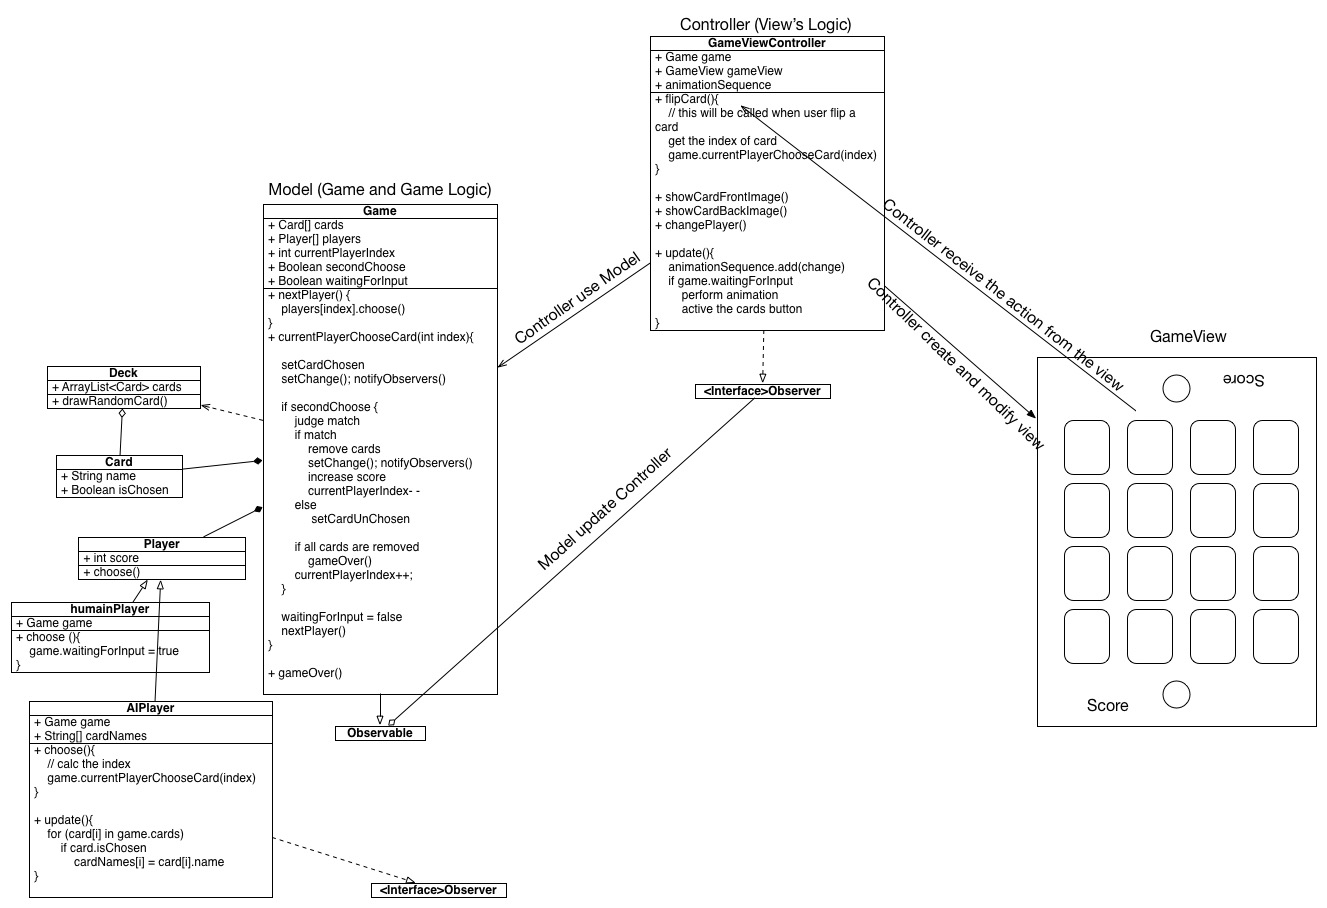 Controller (View's Logic)
GameViewController
+ Game game
+ GameView gameView
+ animationSequence
+ flipCard(){
// this will be called when user flip a
card
get the index of card
game.currentPlayerChooseCard(index)
}
+ showCardFrontImage()
+ showCardBackImage()
+ changePlayer()
+ update(){
animationSequence.add(change)
if game.waitingForInput
perform animation
active the cards button
}
<Interface>Observer
Model (Game and Game Logic)
Game
+ Card[] cards
+ Player[] players
+ int currentPlayerIndex
+ Boolean secondChoose
+ Boolean waitingForInput
+ nextPlayer() {
players[index].choose()
}
+ currentPlayerChooseCard(int index){
setCardChosen
setChange(); notifyObservers()
if secondChoose {
judge match
if match
remove cards
setChange(); notifyObservers()
increase score
currentPlayerIndex- -
else
setCardUnChosen
if all cards are removed
gameOver()
currentPlayerIndex++;
}
waitingForInput = false
nextPlayer()
}
+ gameOver()
Observable
Controller use Model
Model update Controller
Controller receive the action from the view
Controller create and modify view
GameView
Score
Score
Deck
+ ArrayList<Card> cards
+ drawRandomCard()
Card
+ String name
+ Boolean isChosen
Player
+ int score
+ choose()
humainPlayer
+ Game game
+ choose (){
game.waitingForInput = true
}
AIPlayer
+ Game game
+ String[] cardNames
+ choose(){
// calc the index
game.currentPlayerChooseCard(index)
}
+ update(){
for (card[i] in game.cards)
if card.isChosen
cardNames[i] = card[i].name
}
<Interface>Observer